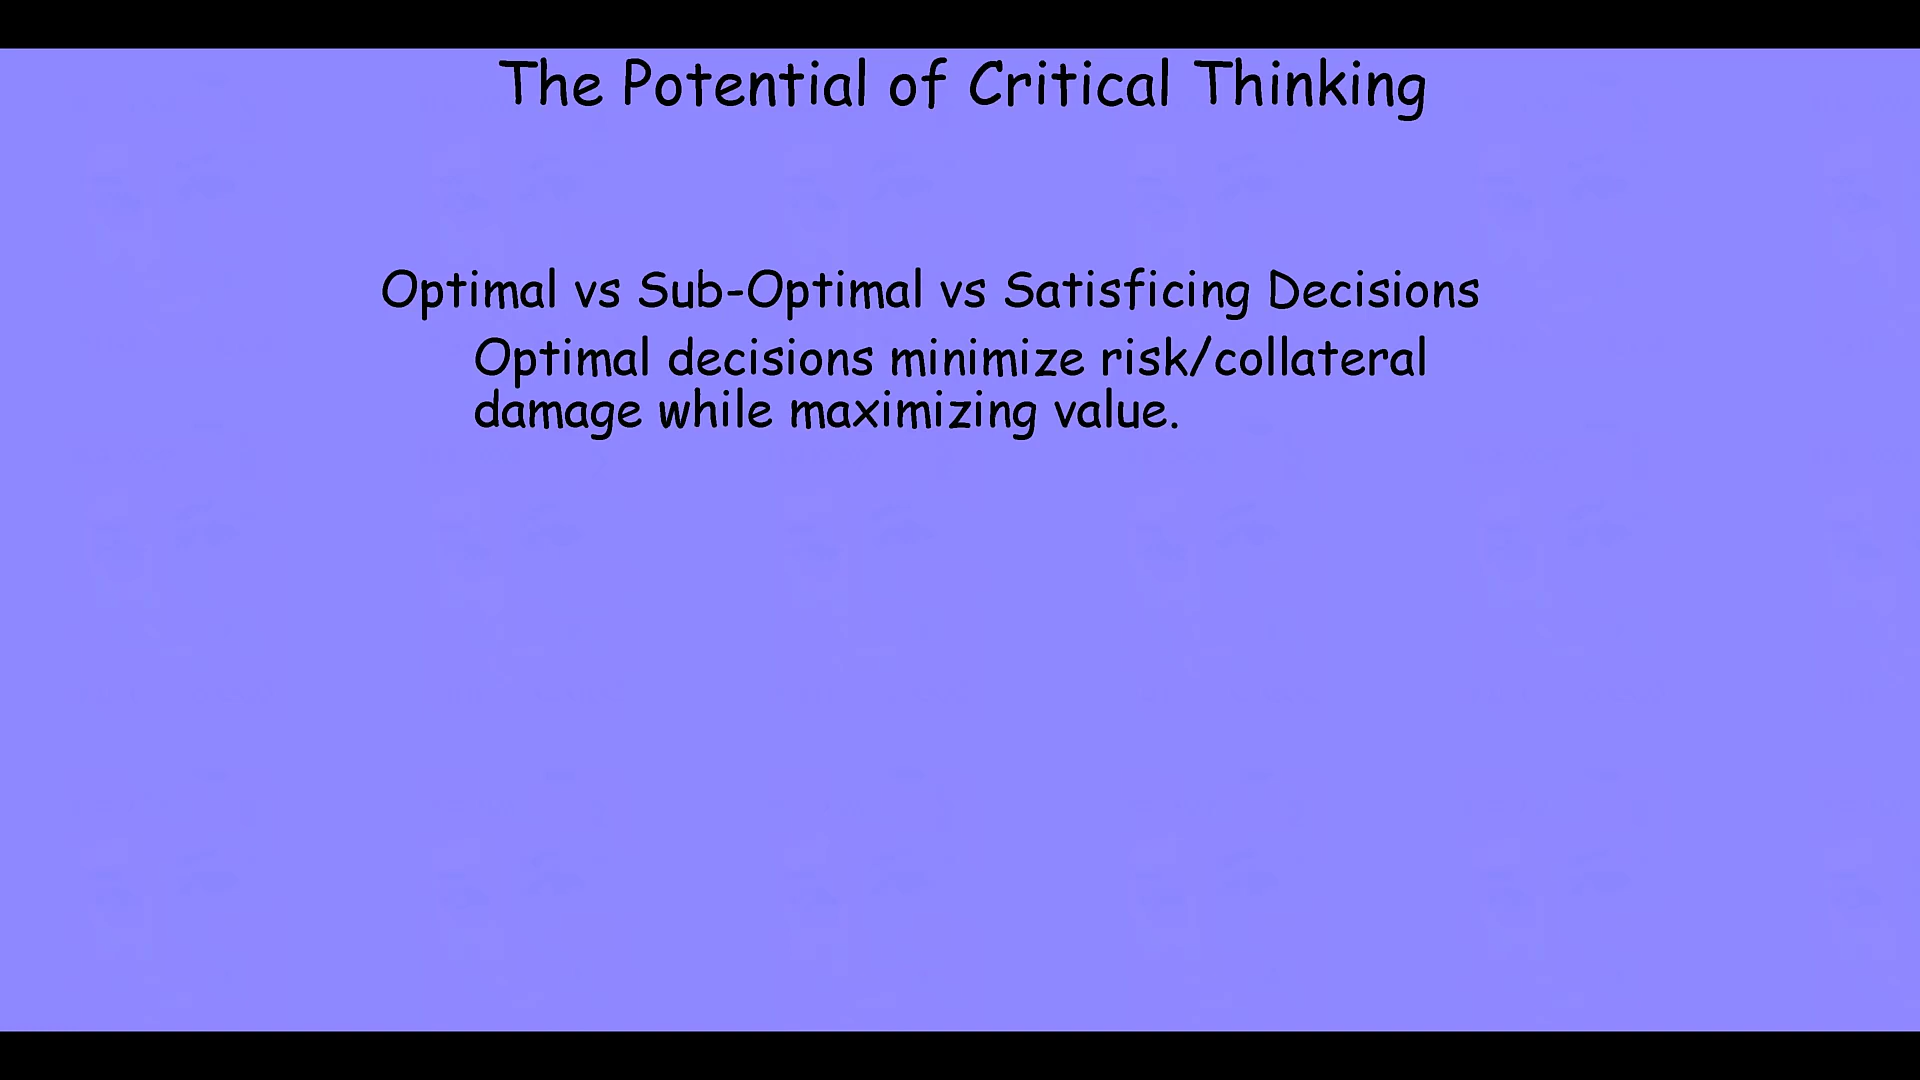 The Potential of Critical Thinking
Optimal vs Sub-Optimal vs Satisficing Decisions
Optimal decisions minimize risk/collateral
damage while maximizing value.